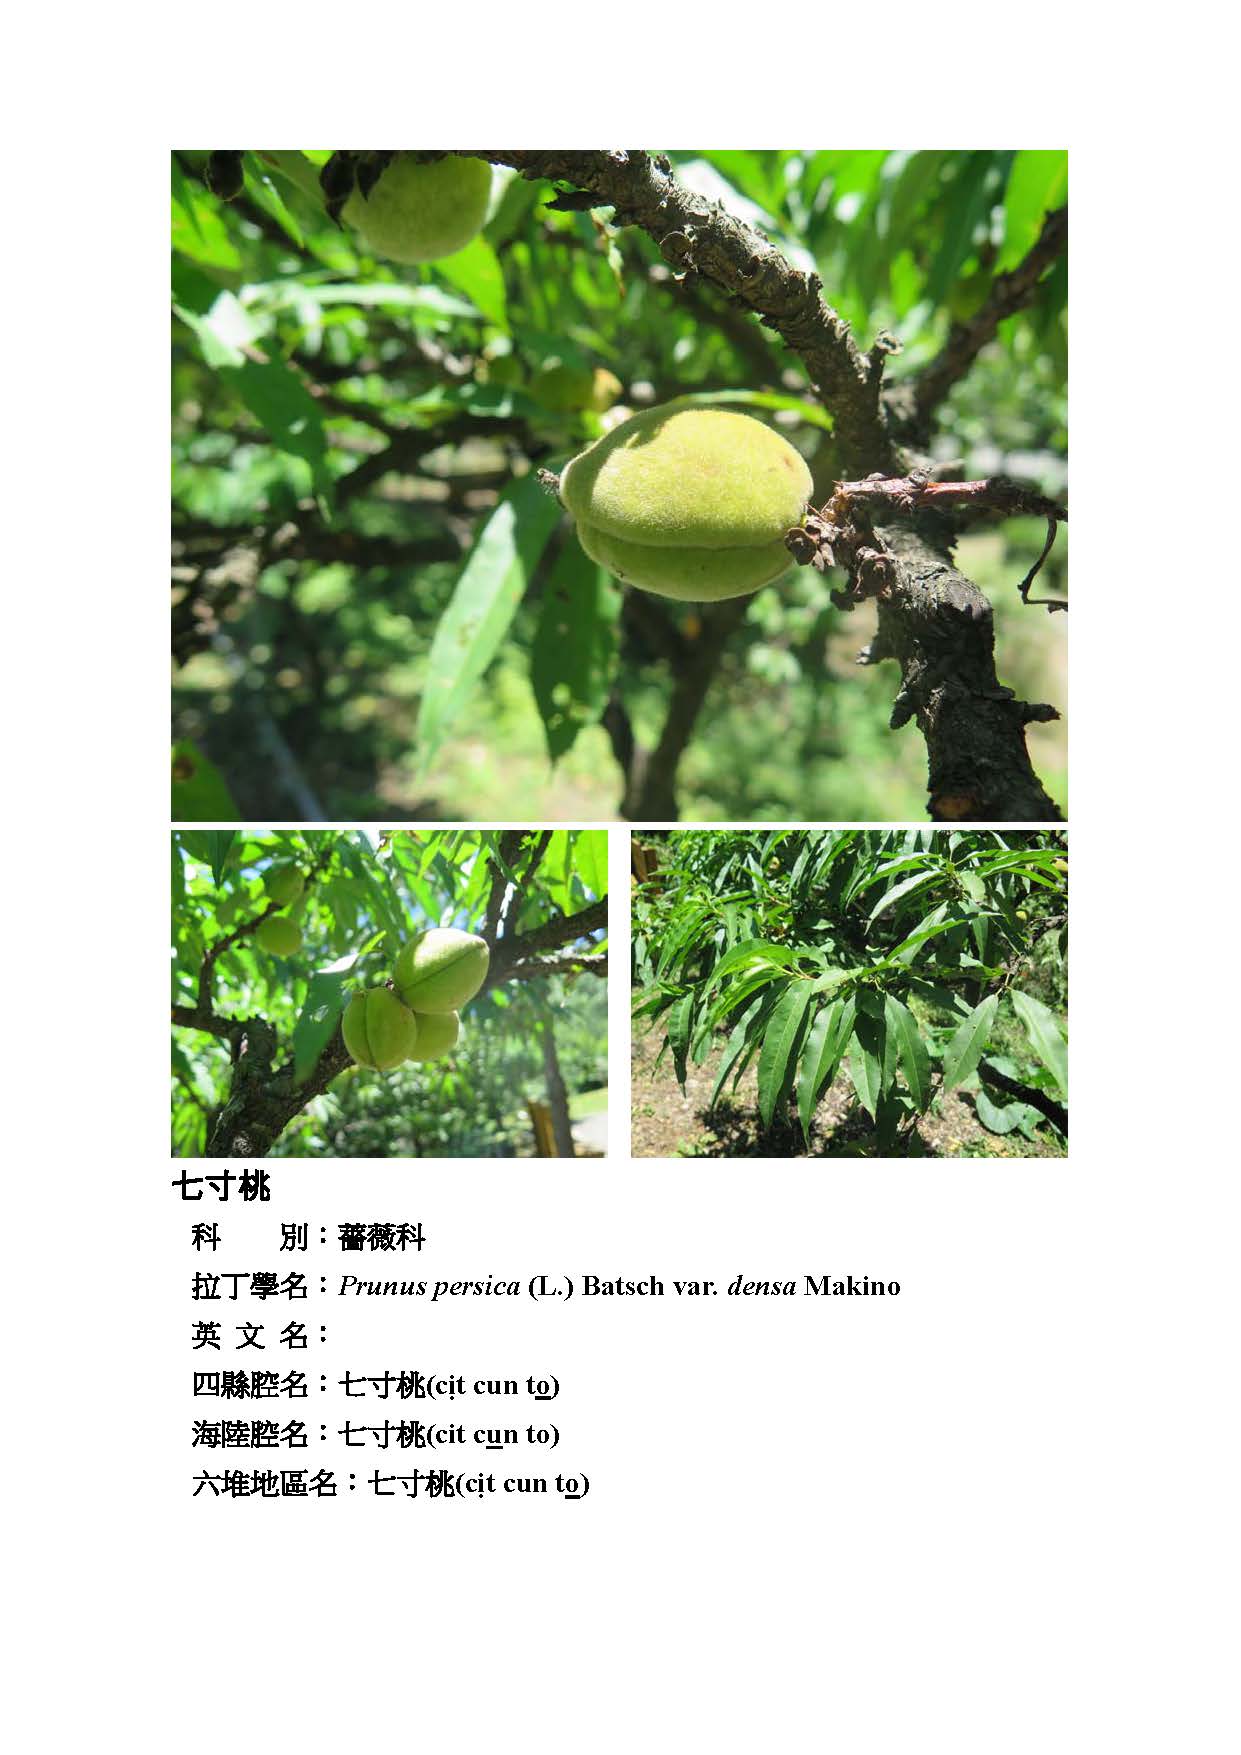 七寸桃
科　　別：薔薇科
拉丁學名：Prunus persica (L.) Batsch var. densa Makino
英 文 名：
四縣腔名：七寸桃(cịt cun to̲)
海陸腔名：七寸桃(cit cu̲n to)
六堆地區名：七寸桃(cịt cun to̲)